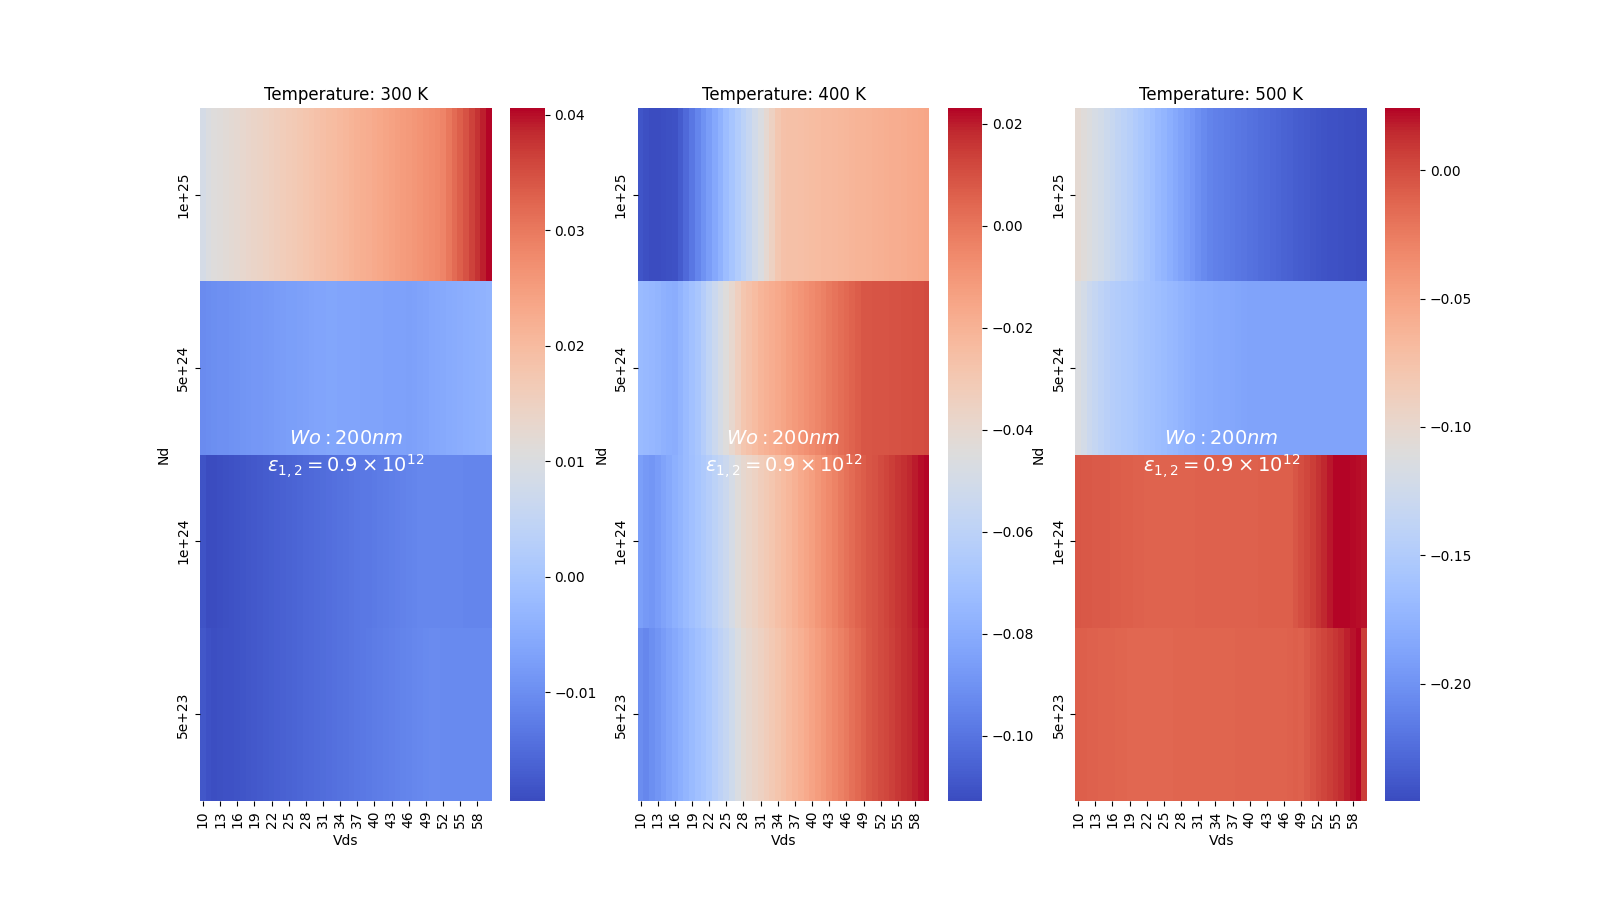 Temperature: 300 K
Temperature: 400 K
Temperature: 500 K
Nd
1e+25
5e+24
1e+24
5e+23
Wo : 200nm
ε1, 2 = 0.9 × 10^12
10 13 16 19 22 25 28 31 34 37 40 43 46 49 52 55 58
Vds
0.04
0.03
0.02
0.01
0.00
−0.01
Nd
1e+25
5e+24
1e+24
5e+23
Wo : 200nm
ε1, 2 = 0.9 × 10^12
10 13 16 19 22 25 28 31 34 37 40 43 46 49 52 55 58
Vds
0.02
0.00
−0.02
−0.04
−0.06
−0.08
−0.10
Nd
1e+25
5e+24
1e+24
5e+23
Wo : 200nm
ε1, 2 = 0.9 × 10^12
10 13 16 19 22 25 28 31 34 37 40 43 46 49 52 55 58
Vds
0.00
−0.05
−0.10
−0.15
−0.20